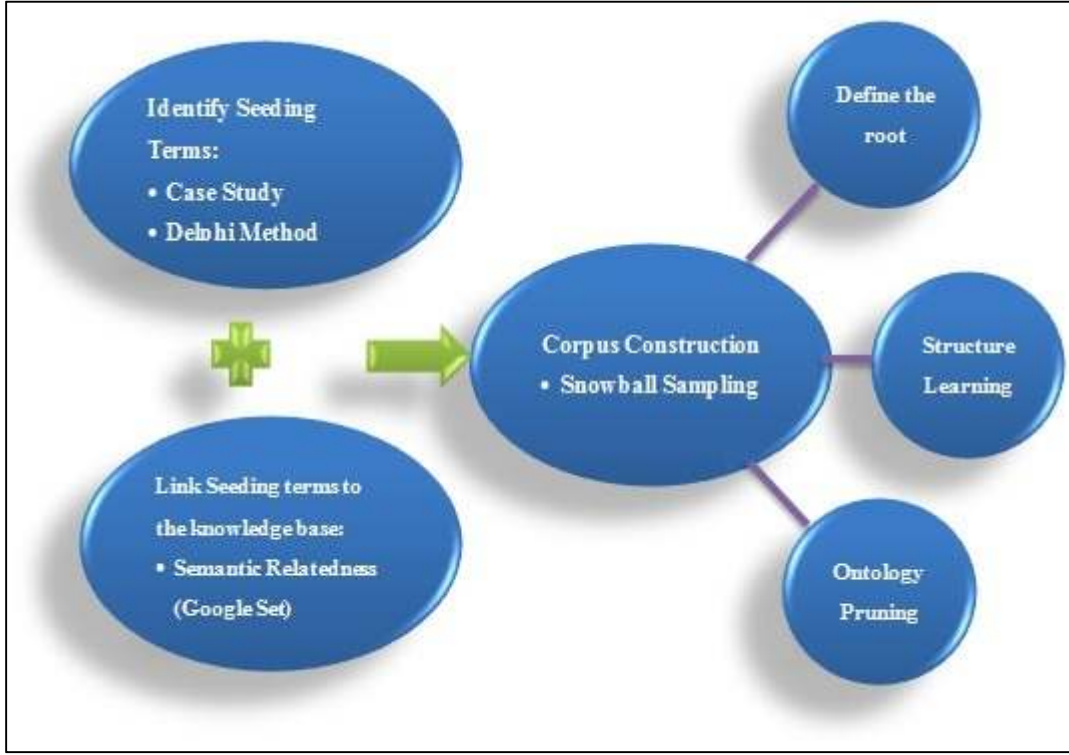 Identify Seeding
Terms:
• Case Study
• Delphi Method
Link Seeding terms to
the knowledge base:
• Semantic Relatedness
(Google Set)
Corpus Construction
• Snowball Sampling
Define the
root
Structure
Learning
Ontology
Pruning